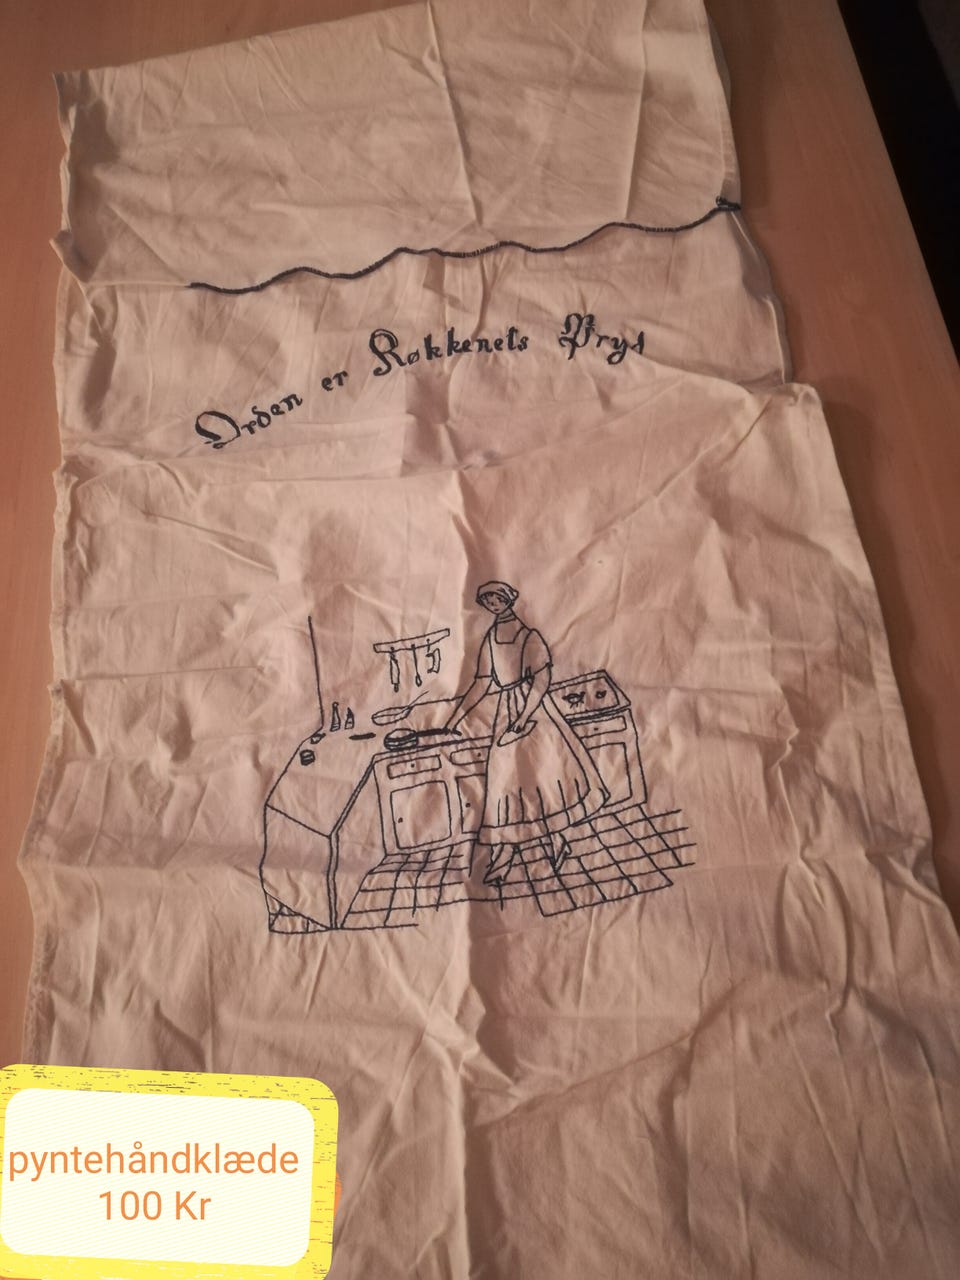 Orden er Køkkenets Pryd
pyntehåndklæde
100 Kr